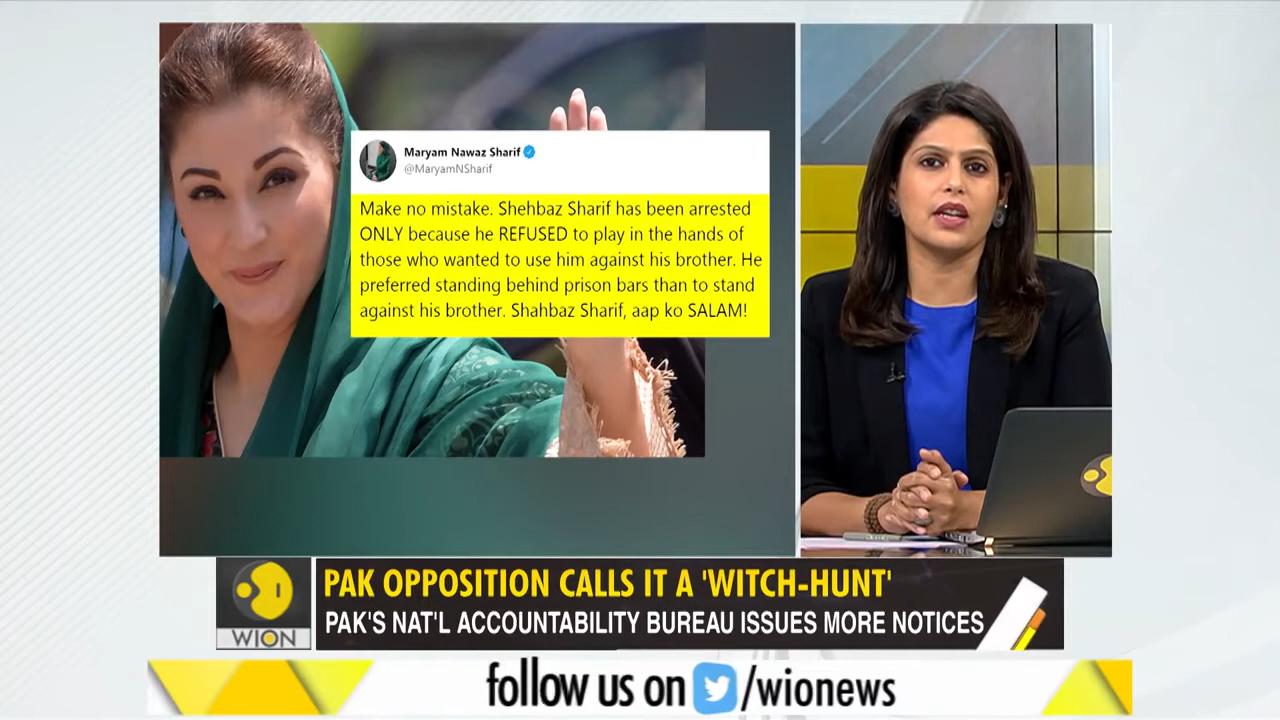 Maryam Nawaz Sharif
@MaryamNSharif
Make no mistake. Shehbaz Sharif has been arrested
ONLY because he REFUSED to play in the hands of
those who wanted to use him against his brother. He
preferred standing behind prison bars than to stand
against his brother. Shahbaz Sharif, aap ko SALAM!
WION
PAK OPPOSITION CALLS IT A 'WITCH-HUNT'
PAK'S NAT'L ACCOUNTABILITY BUREAU ISSUES MORE NOTICES
follow us on /wionews